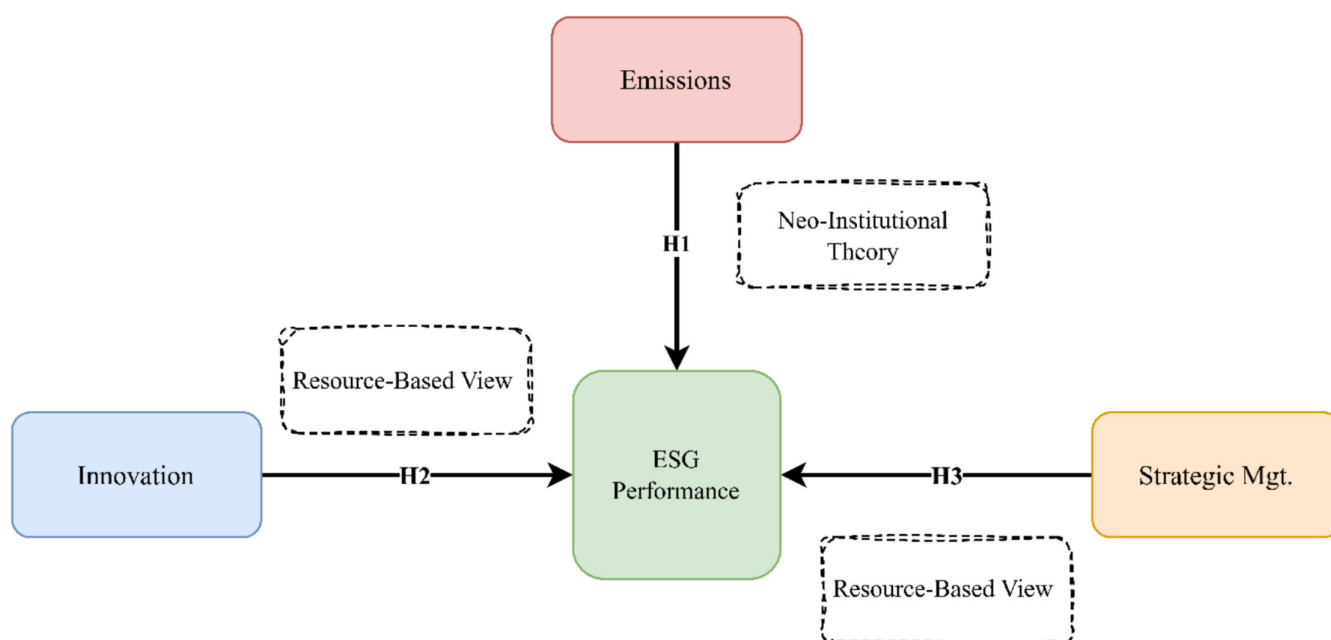 Emissions
Neo-Institutional
Theory
H1
Resource-Based View
Innovation
H2
ESG
Performance
H3
Strategic Mgt.
Resource-Based View